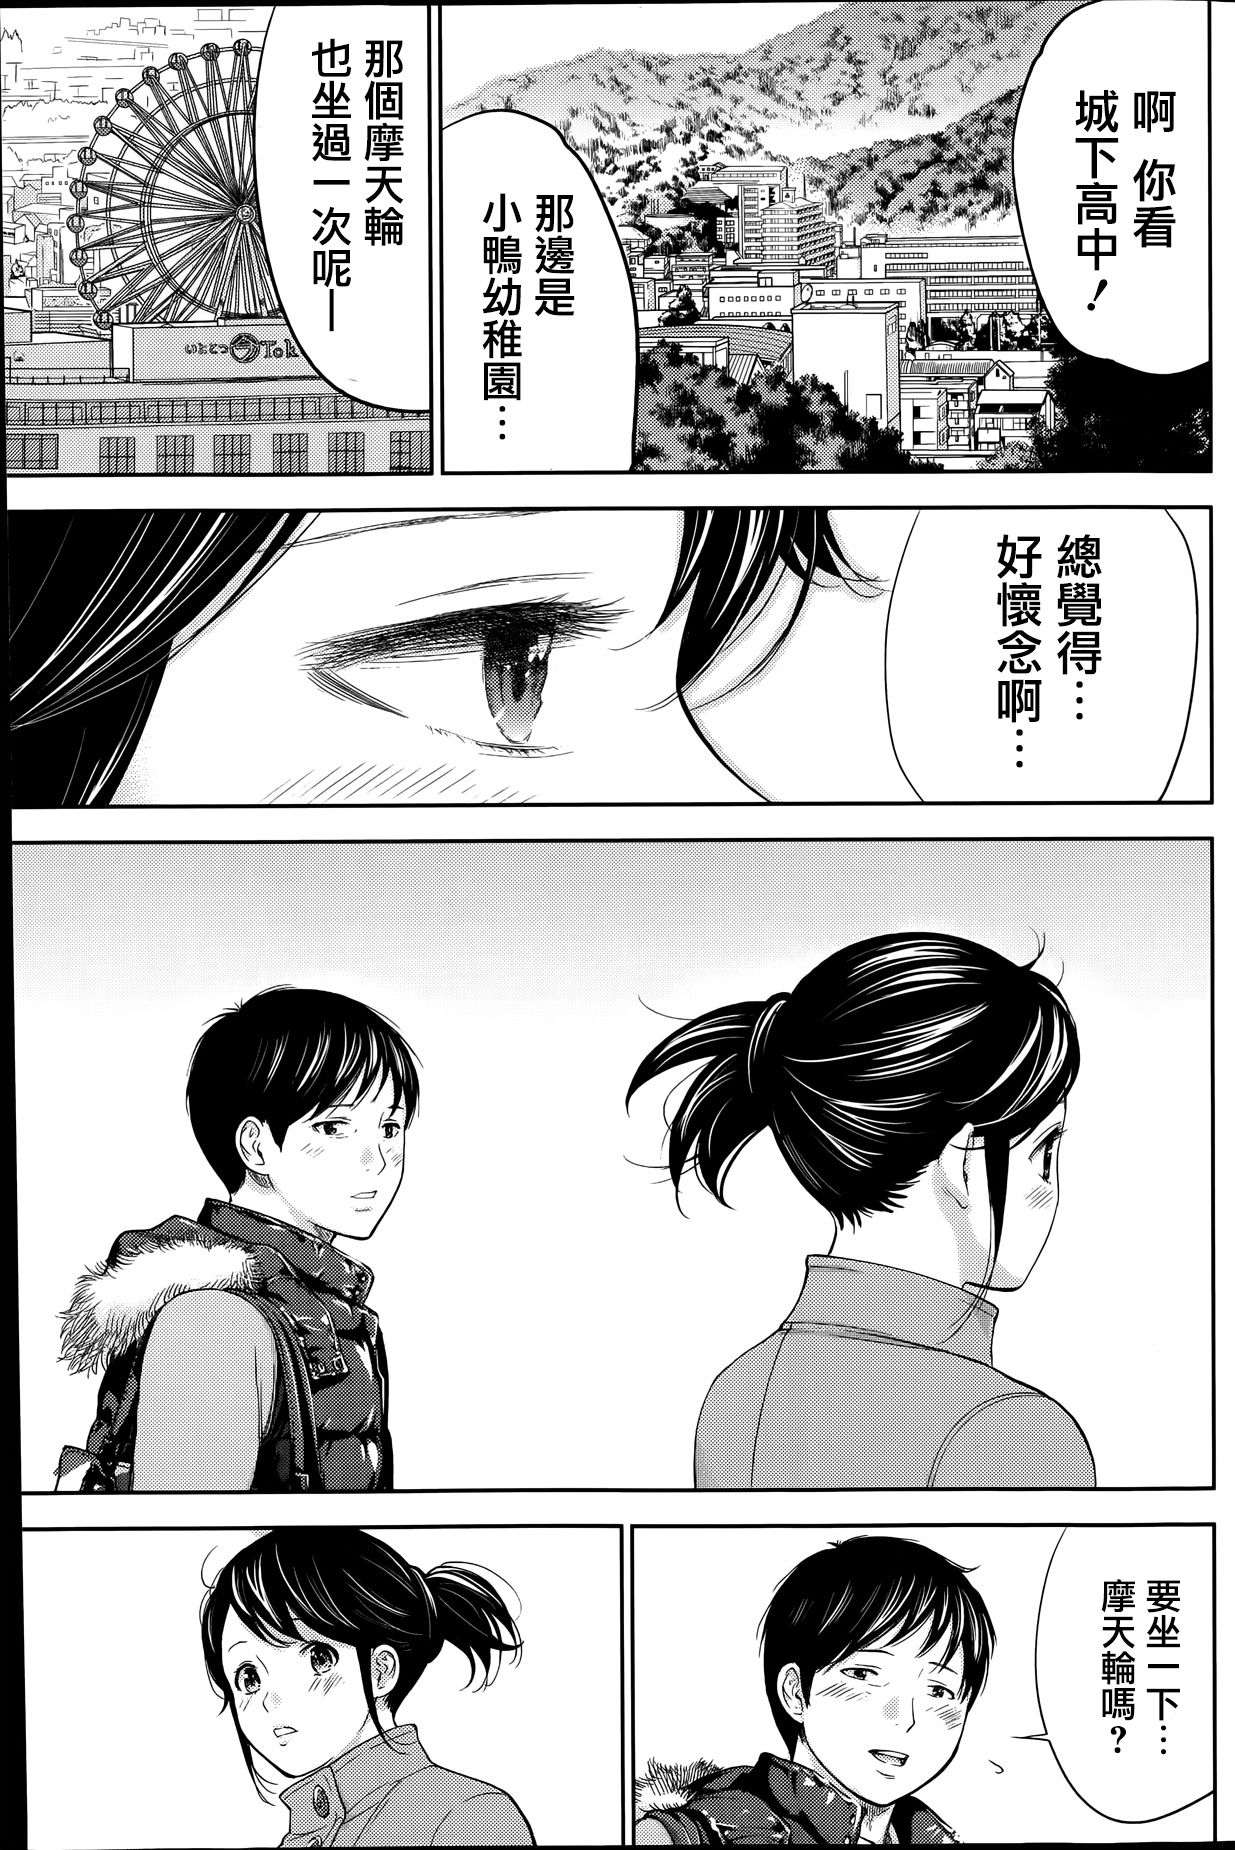 啊 你看
城下高中！
那邊是
小鴨幼稚園…
那個摩天輪
也坐過一次呢—
いよてつ Tok
總覺得…
好懷念啊…
要坐一下…
摩天輪嗎？